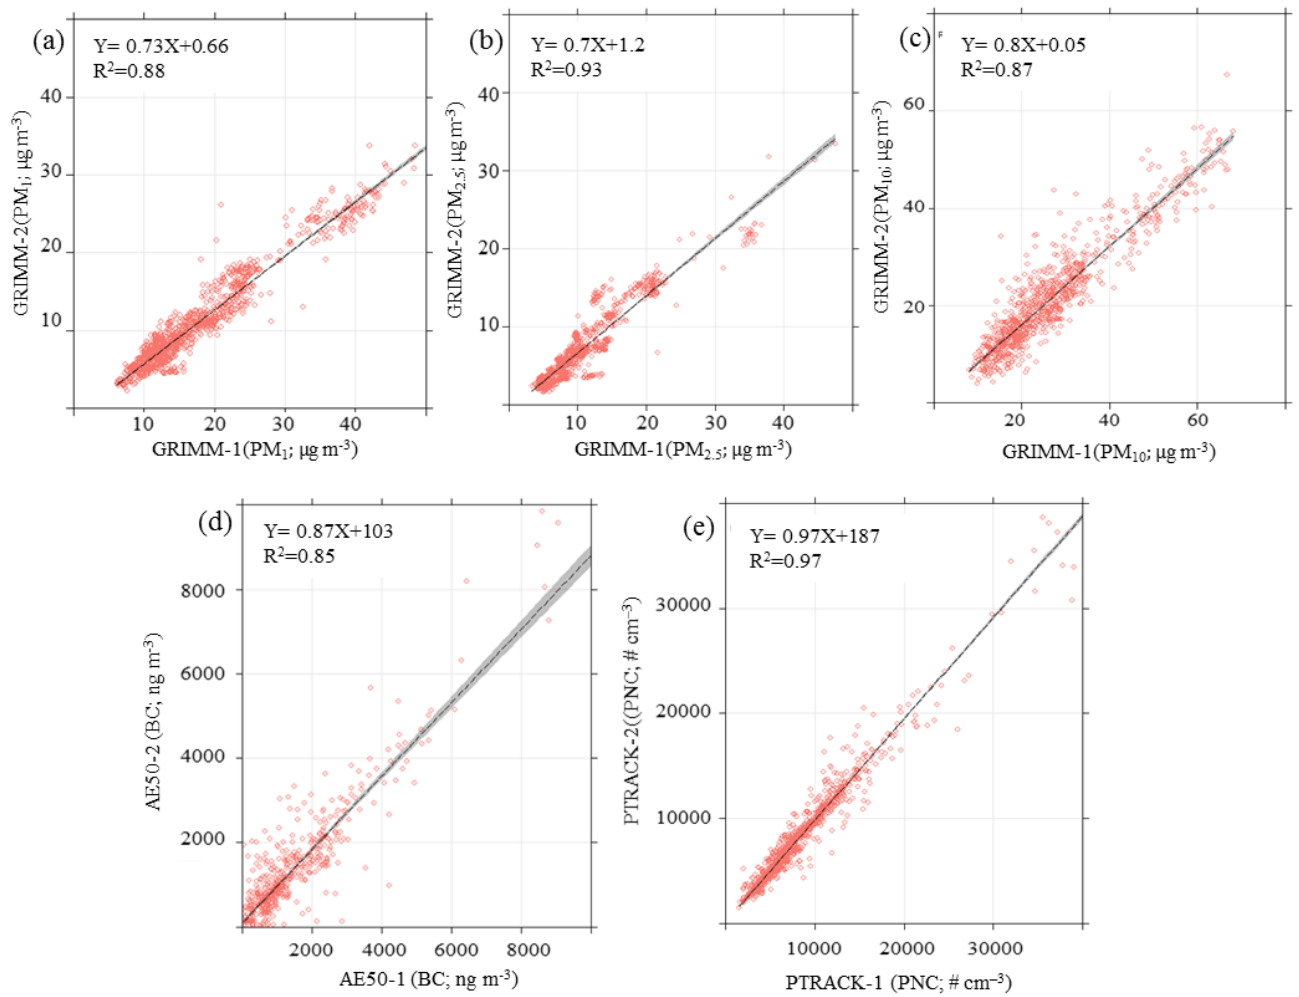 (a)
Y= 0.73X+0.66
R²=0.88
40
30
20
10
GRIMM-2(PM₁; µg m⁻³)
10 20 30 40
GRIMM-1(PM₁; µg m⁻³)
(b)
Y= 0.7X+1.2
R²=0.93
40
30
20
10
GRIMM-2(PM₂.₅; µg m⁻³)
10 20 30 40
GRIMM-1(PM₂.₅; µg m⁻³)
(c)
F
Y= 0.8X+0.05
R²=0.87
60
40
20
GRIMM-2(PM₁₀; µg m⁻³)
20 40 60
GRIMM-1(PM₁₀; µg m⁻³)
(d)
Y= 0.87X+103
R²=0.85
8000
6000
4000
2000
AE50-2 (BC; ng m⁻³)
2000 4000 6000 8000
AE50-1 (BC; ng m⁻³)
(e)
Y= 0.97X+187
R²=0.97
30000
20000
10000
PTRACK-2((PNC; # cm⁻³)
10000 20000 30000
PTRACK-1 (PNC; # cm⁻³)